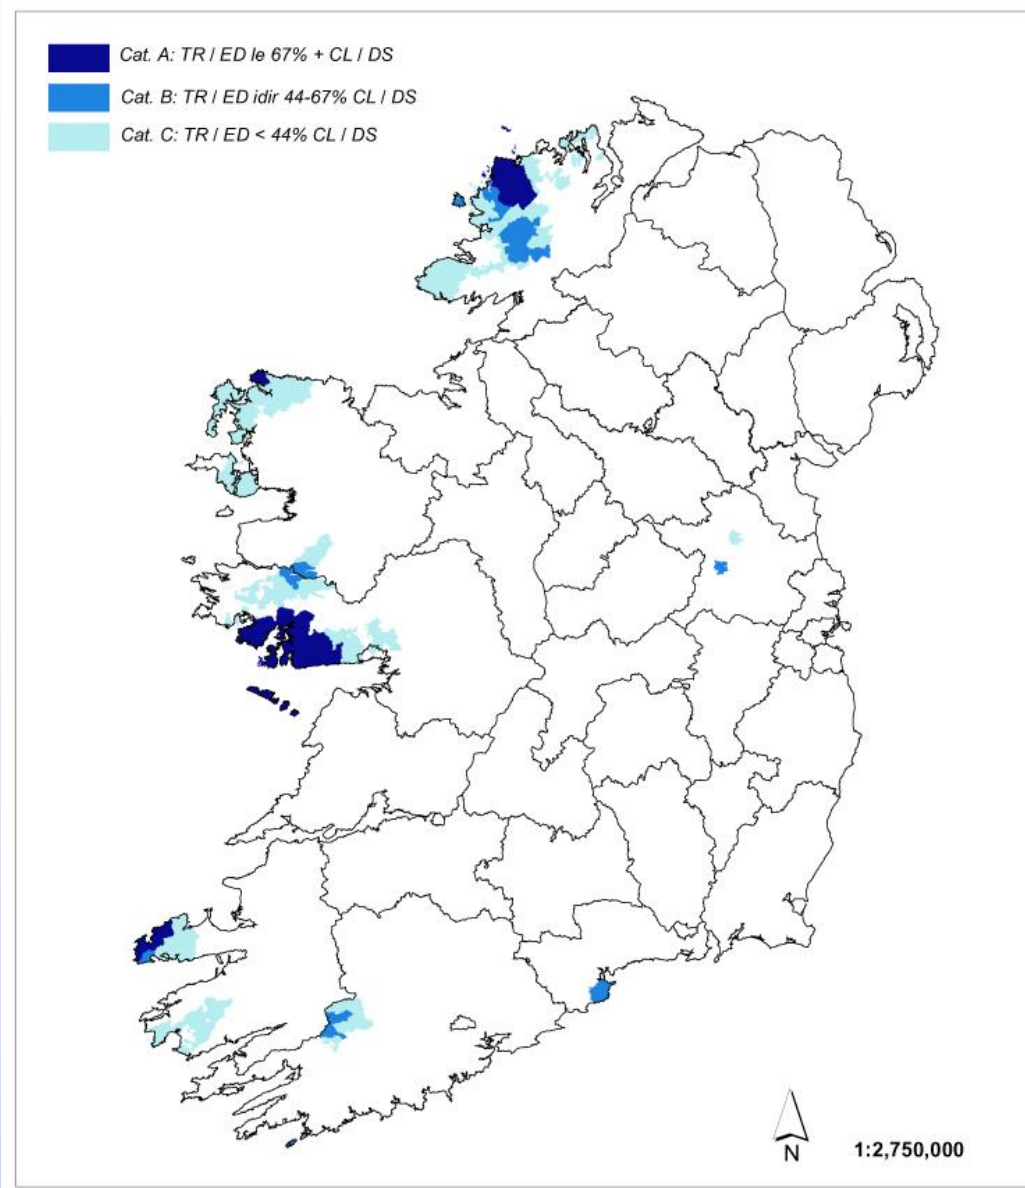 Cat. A: TR / ED le 67% + CL / DS
Cat. B: TR / ED idir 44-67% CL / DS
Cat. C: TR / ED < 44% CL / DS
N
1:2,750,000